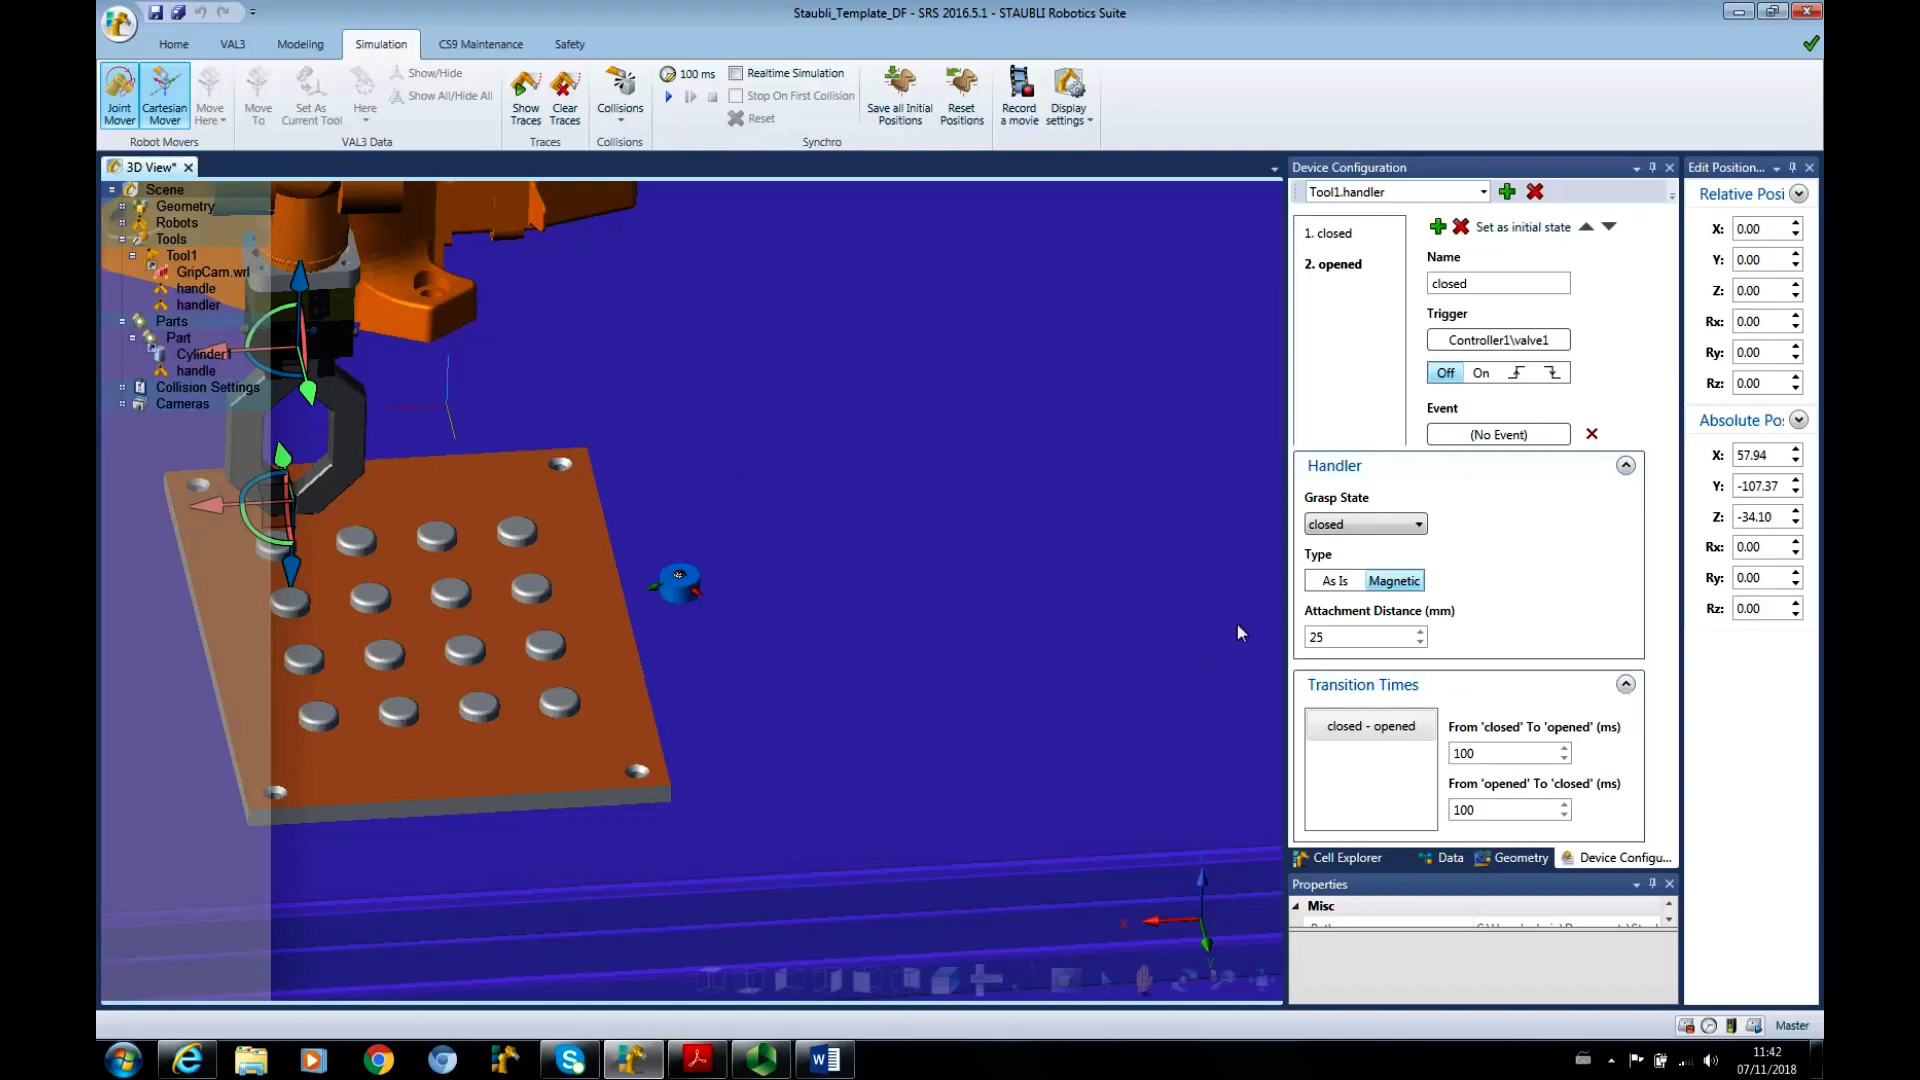 Staubli_Template_DF - SRS 2016.5.1 - STAUBLI Robotics Suite
Home VAL3 Modeling Simulation CS9 Maintenance Safety
Joint Mover
Cartesian Mover
Move Here
Robot Movers
Move To
Set As Current Tool
Here
Show/Hide
Show All/Hide All
VAL3 Data
Show Traces
Clear Traces
Traces
Collisions
Collisions
100 ms
Realtime Simulation
Stop On First Collision
Reset
Save all Initial Positions
Reset Positions
Synchro
Record a movie
Display settings
3D View*
Scene
Geometry
Robots
Tools
Tool1
GripCam.wrl
handle
handler
Parts
Part
Cylinder1
handle
Collision Settings
Cameras
X
Y
Device Configuration
Tool1.handler
1. closed
2. opened
Set as initial state
Name
closed
Trigger
Controller1\valve1
Off On
Event
(No Event)
Handler
Grasp State
closed
Type
As Is Magnetic
Attachment Distance (mm)
25
Transition Times
closed - opened
From 'closed' To 'opened' (ms)
100
From 'opened' To 'closed' (ms)
100
Cell Explorer Data Geometry Device Configu...
Properties
Misc
Edit Position...
Relative Posi
X: 0.00
Y: 0.00
Z: 0.00
Rx: 0.00
Ry: 0.00
Rz: 0.00
Absolute Po:
X: 57.94
Y: -107.37
Z: -34.10
Rx: 0.00
Ry: 0.00
Rz: 0.00
Master
11:42
07/11/2018